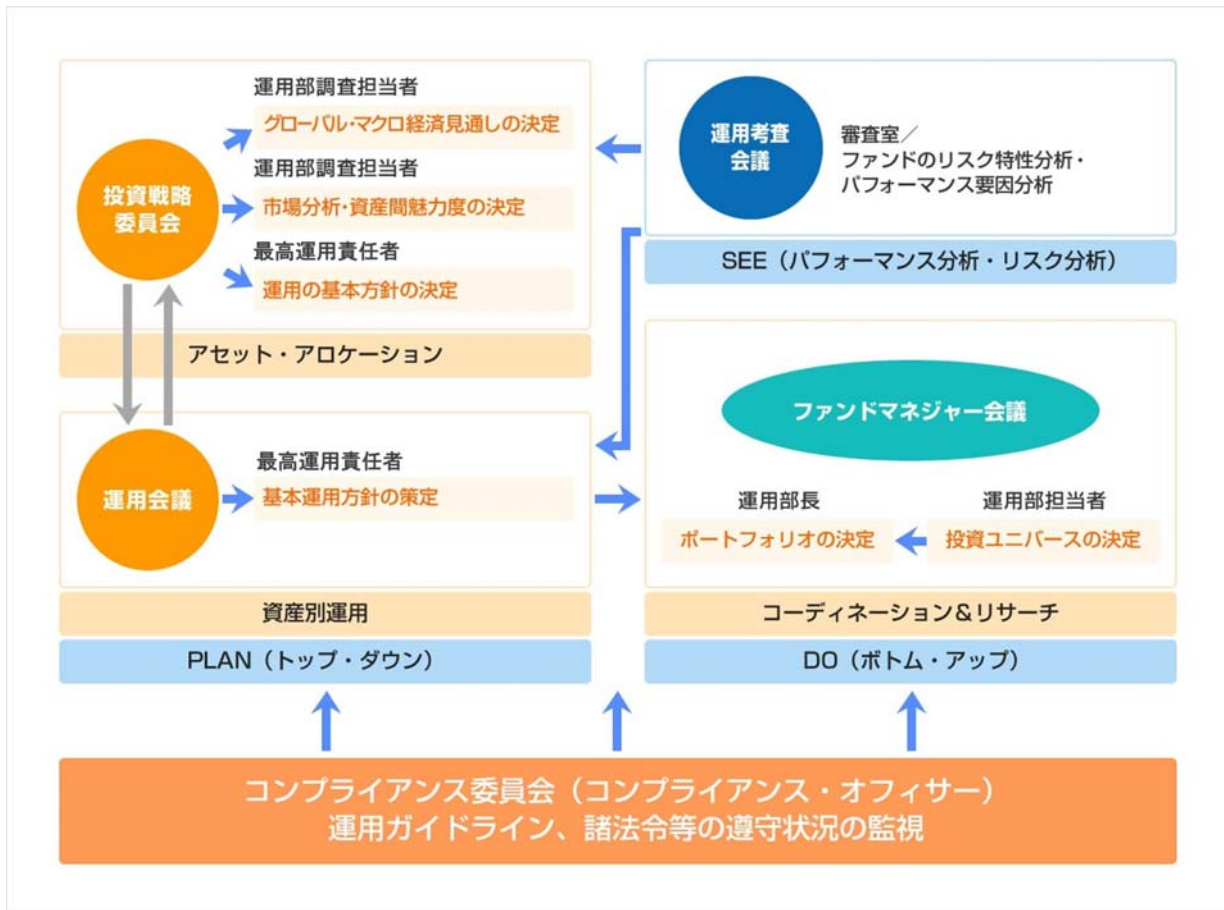 投資戦略
委員会
運用部調査担当者
グローバル・マクロ経済見通しの決定
運用部調査担当者
市場分析・資産間魅力度の決定
最高運用責任者
運用の基本方針の決定
アセット・アロケーション
運用考査
会議
審査室／
ファンドのリスク特性分析・
パフォーマンス要因分析
SEE（パフォーマンス分析・リスク分析）
運用会議
最高運用責任者
基本運用方針の策定
資産別運用
PLAN（トップ・ダウン）
ファンドマネジャー会議
運用部長
ポートフォリオの決定
運用部担当者
投資ユニバースの決定
コーディネーション＆リサーチ
DO（ボトム・アップ）
コンプライアンス委員会（コンプライアンス・オフィサー）
運用ガイドライン、諸法令等の遵守状況の監視